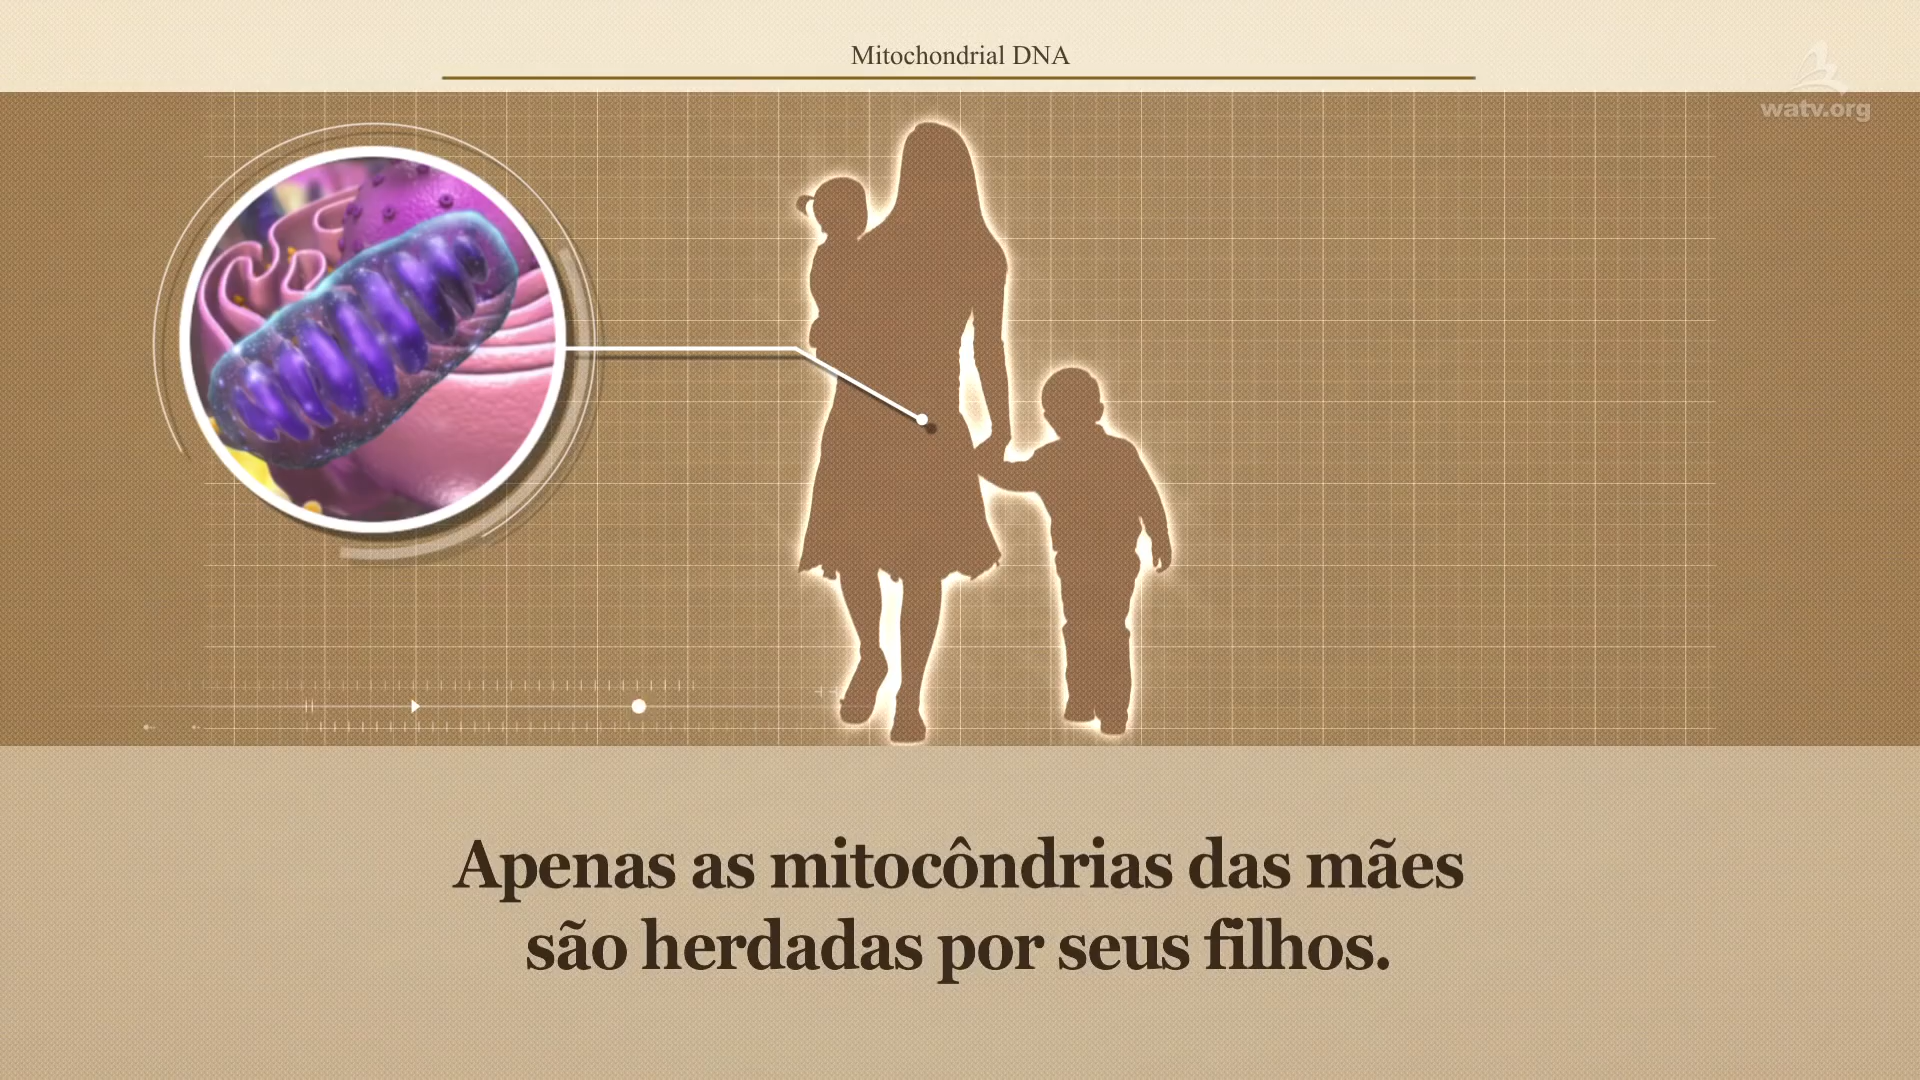 Mitochondrial DNA
watv.org
Apenas as mitocôndrias das mães
são herdadas por seus filhos.